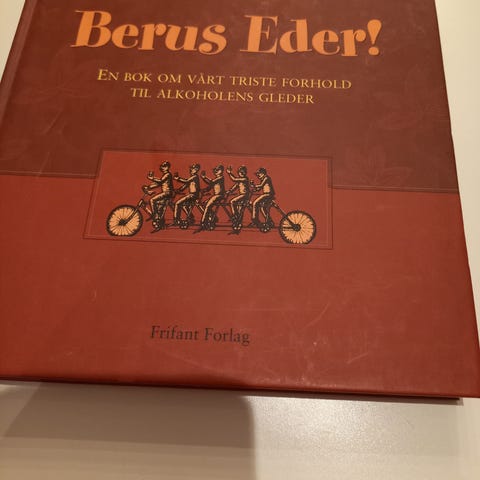 Berus Eder!
En bok om vårt triste forhold
til alkoholens gleder
Frifant Forlag